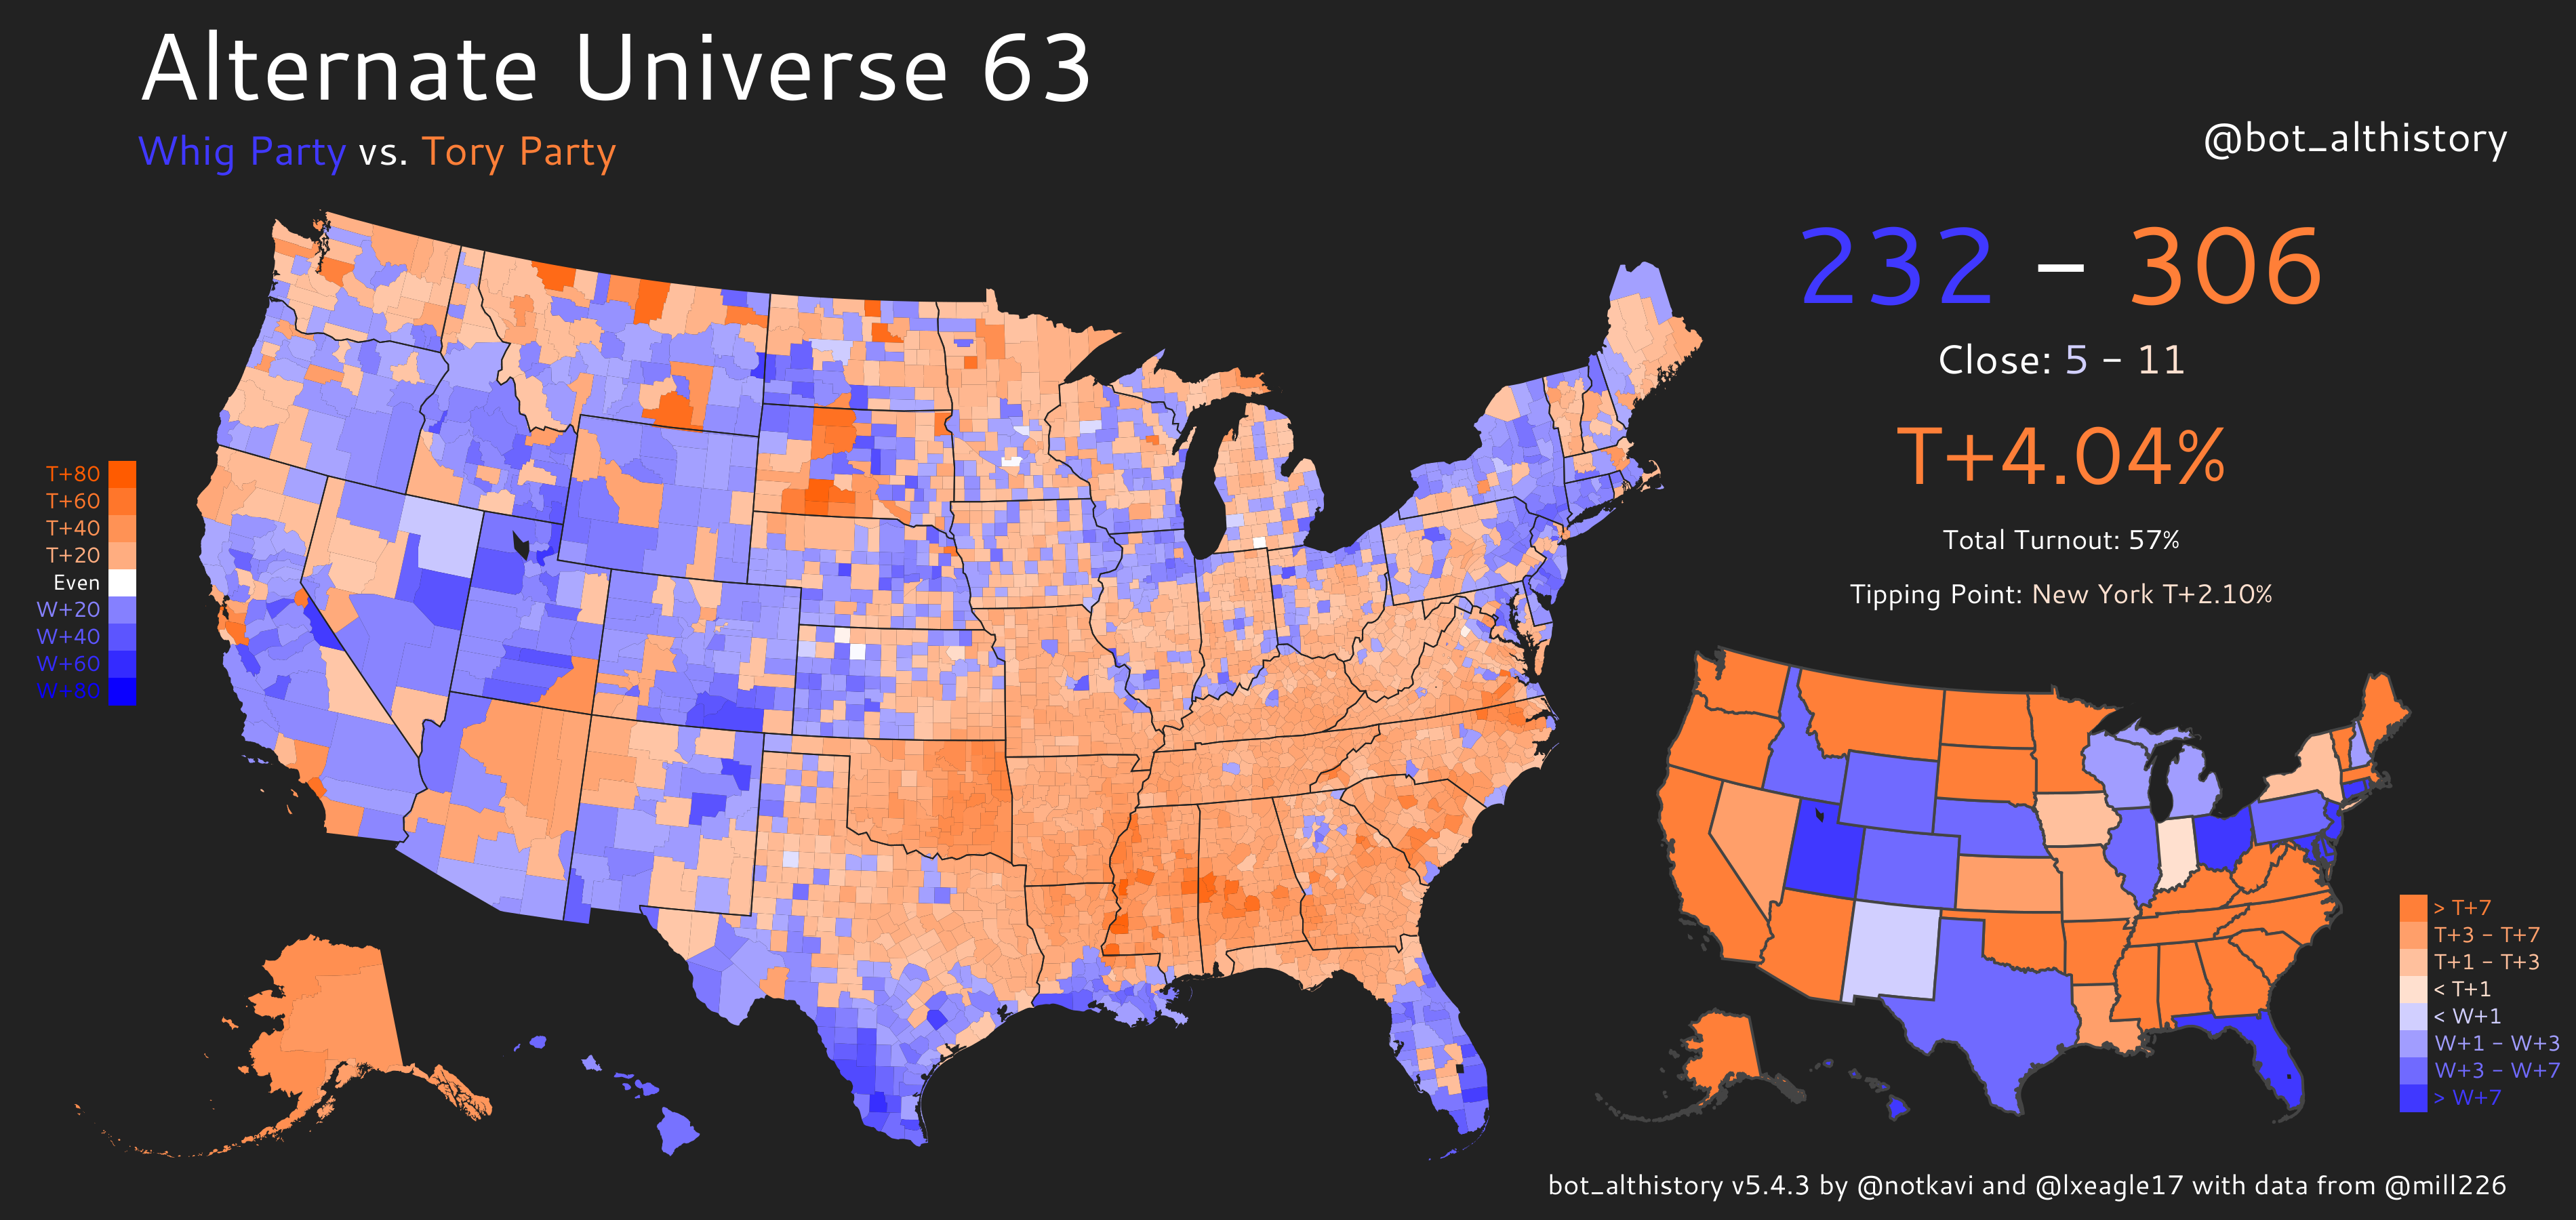 Alternate Universe 63
Whig Party vs. Tory Party
@bot_althistory
232 – 306
Close: 5 – 11
T+4.04%
Total Turnout: 57%
Tipping Point: New York T+2.10%
T+80
T+60
T+40
T+20
Even
W+20
W+40
W+60
W+80
> T+7
T+3 – T+7
T+1 – T+3
< T+1
< W+1
W+1 – W+3
W+3 – W+7
> W+7
bot_althistory v5.4.3 by @notkavi and @lxeagle17 with data from @mill226